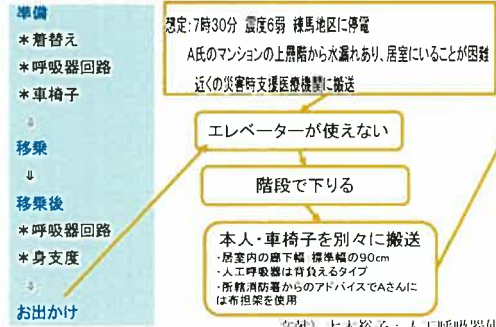 準備
＊着替え
＊呼吸器回路
＊車椅子
⇩
移乗
⇩
移乗後
＊呼吸器回路
＊身支度
⇩
お出かけ
想定:7時30分 震度6弱 練馬地区に停電
A氏のマンションの上層階から水漏れあり、居室にいることが困難
近くの災害時支援医療機関に搬送
エレベーターが使えない
階段で下りる
本人・車椅子を別々に搬送
・居室内の廊下幅 標準幅の90cm
・人工呼吸器は背負えるタイプ
・所轄消防署からのアドバイスでAさんに
は布担架を使用